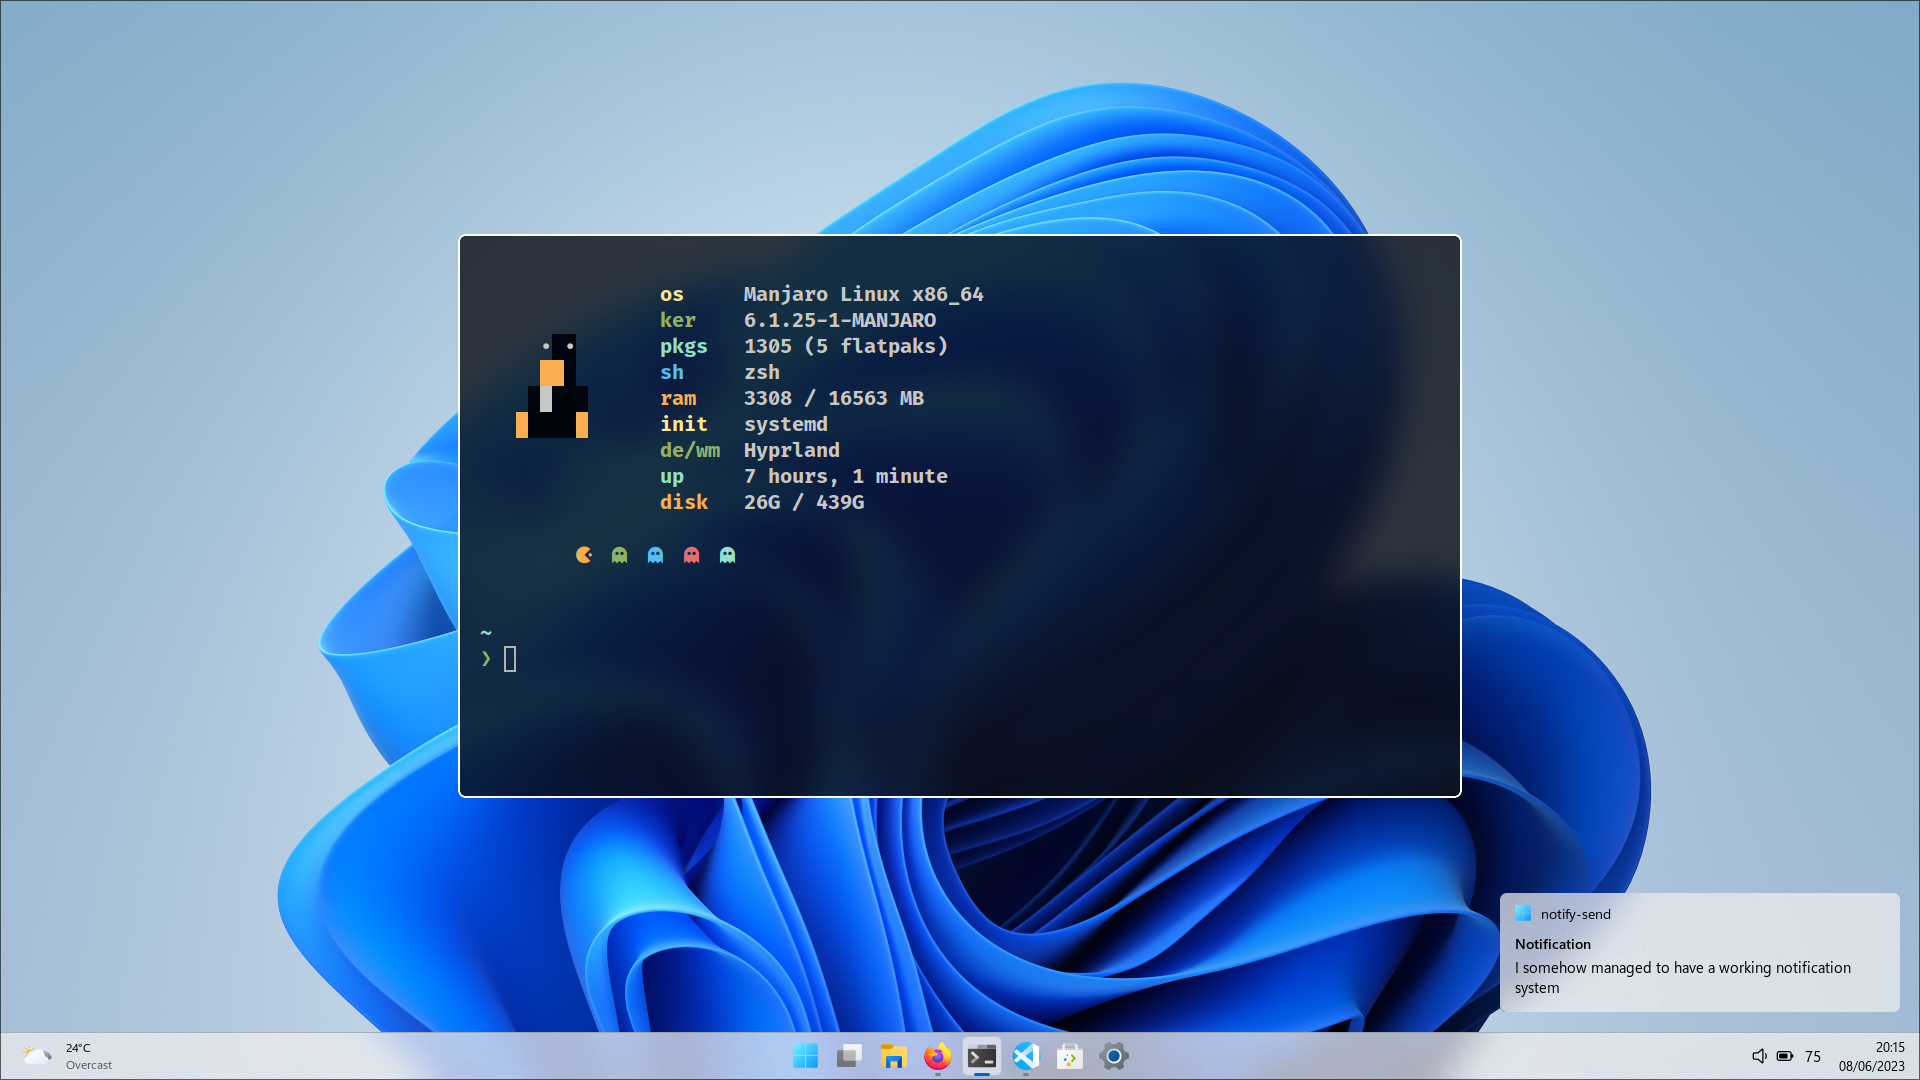 os Manjaro Linux x86_64
ker 6.1.25-1-MANJARO
pkgs 1305 (5 flatpaks)
sh zsh
ram 3308 / 16563 MB
init systemd
de/wm Hyprland
up 7 hours, 1 minute
disk 26G / 439G
~
❯
notify-send
Notification
I somehow managed to have a working notification
system
24°C
Overcast
75
20:15
08/06/2023